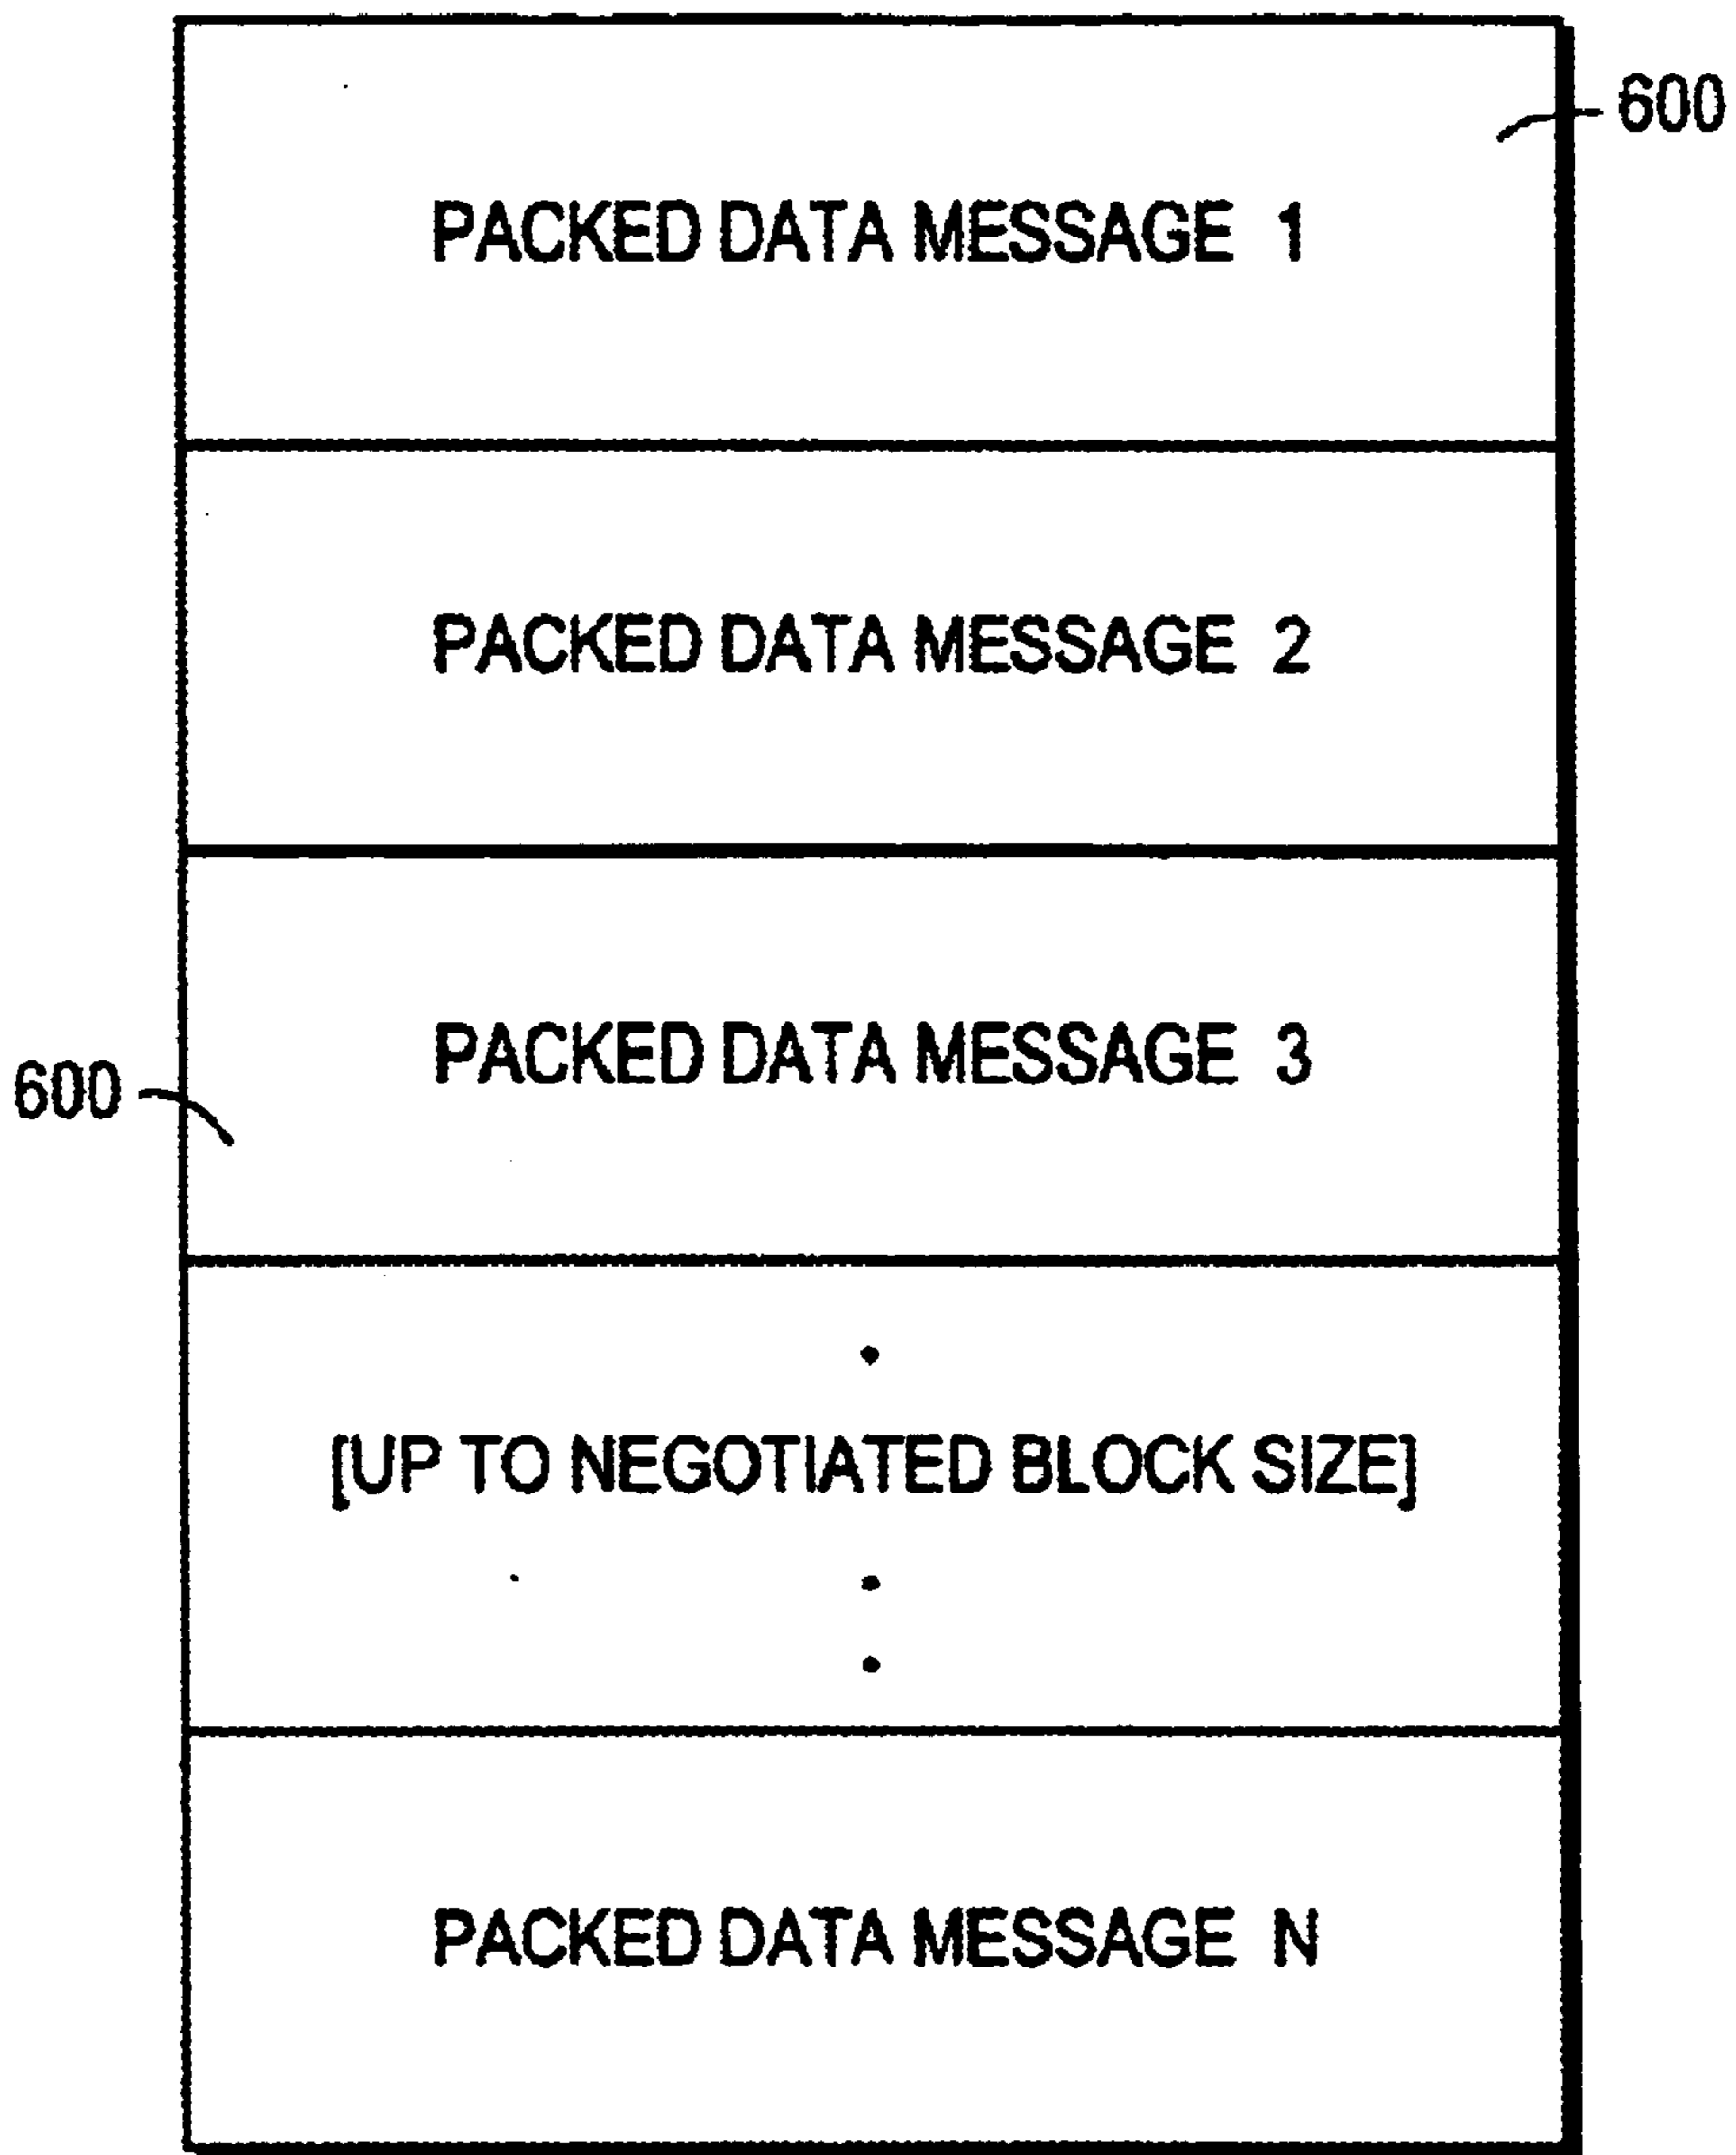 600
PACKED DATA MESSAGE 1
PACKED DATA MESSAGE 2
PACKED DATA MESSAGE 3
600
[UP TO NEGOTIATED BLOCK SIZE]
PACKED DATA MESSAGE N